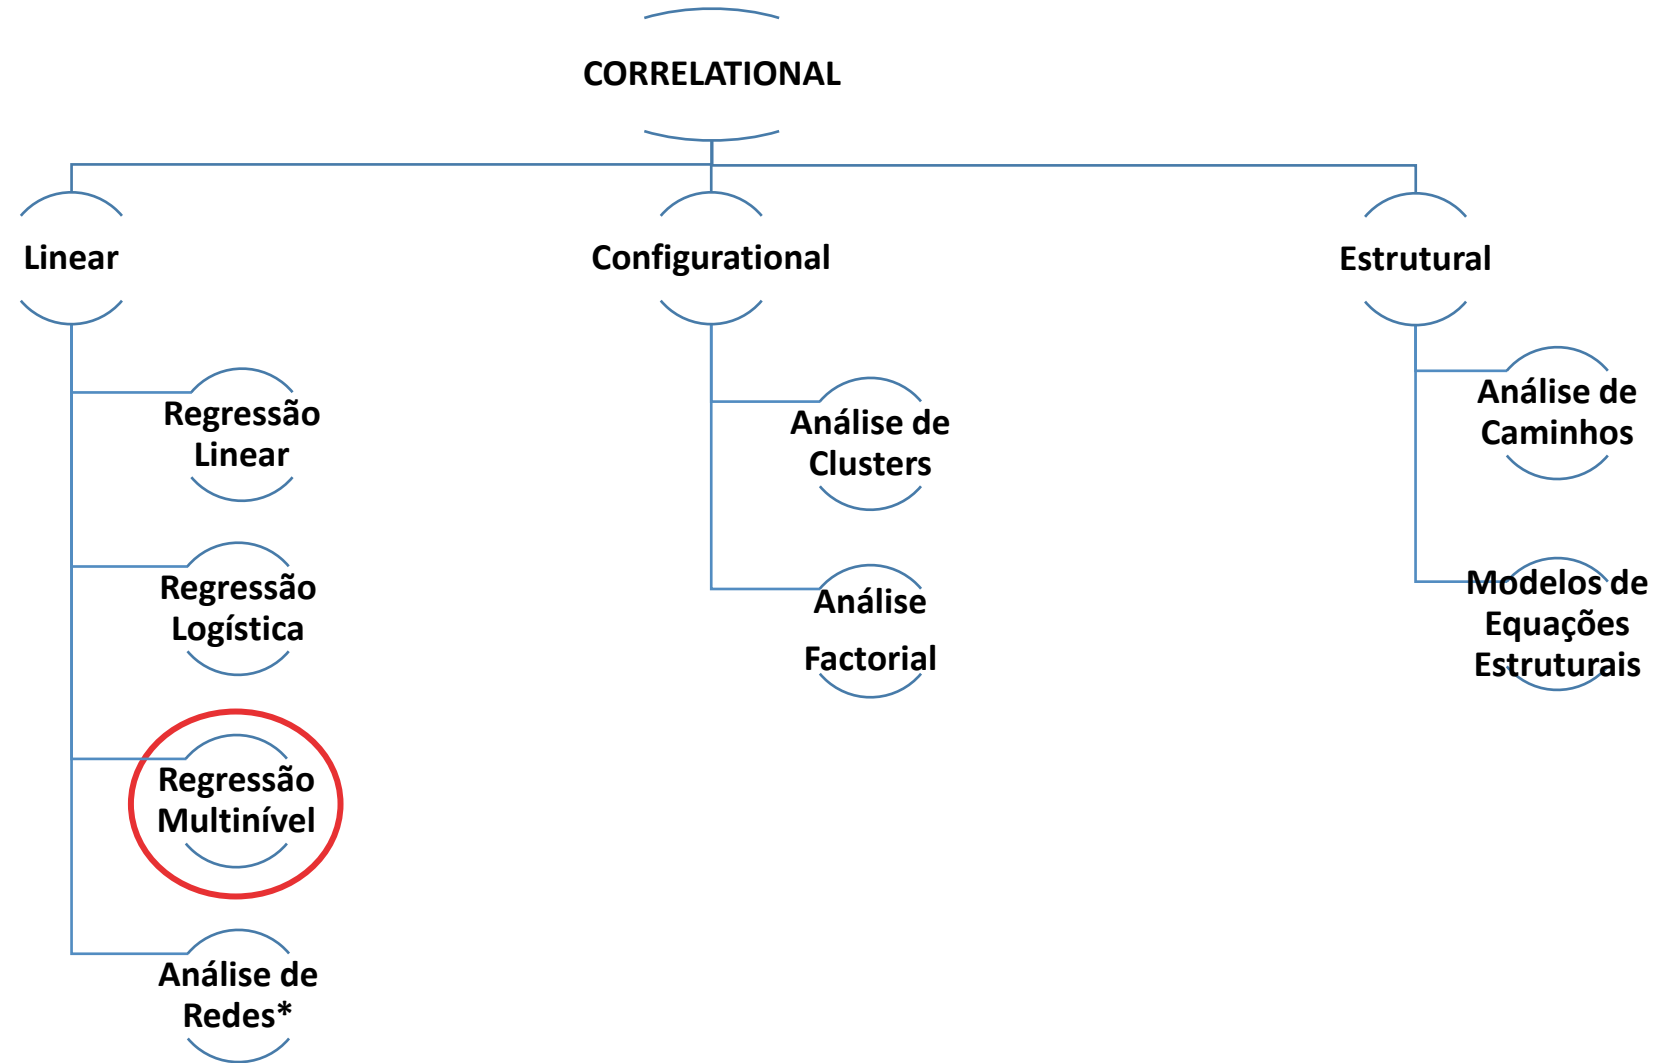 CORRELATIONAL
Linear
Configurational
Estrutural
Regressão
Linear
Regressão
Logística
Regressão
Multinível
Análise de
Redes*
Análise de
Clusters
Análise
Factorial
Análise de
Caminhos
Modelos de
Equações
Estruturais